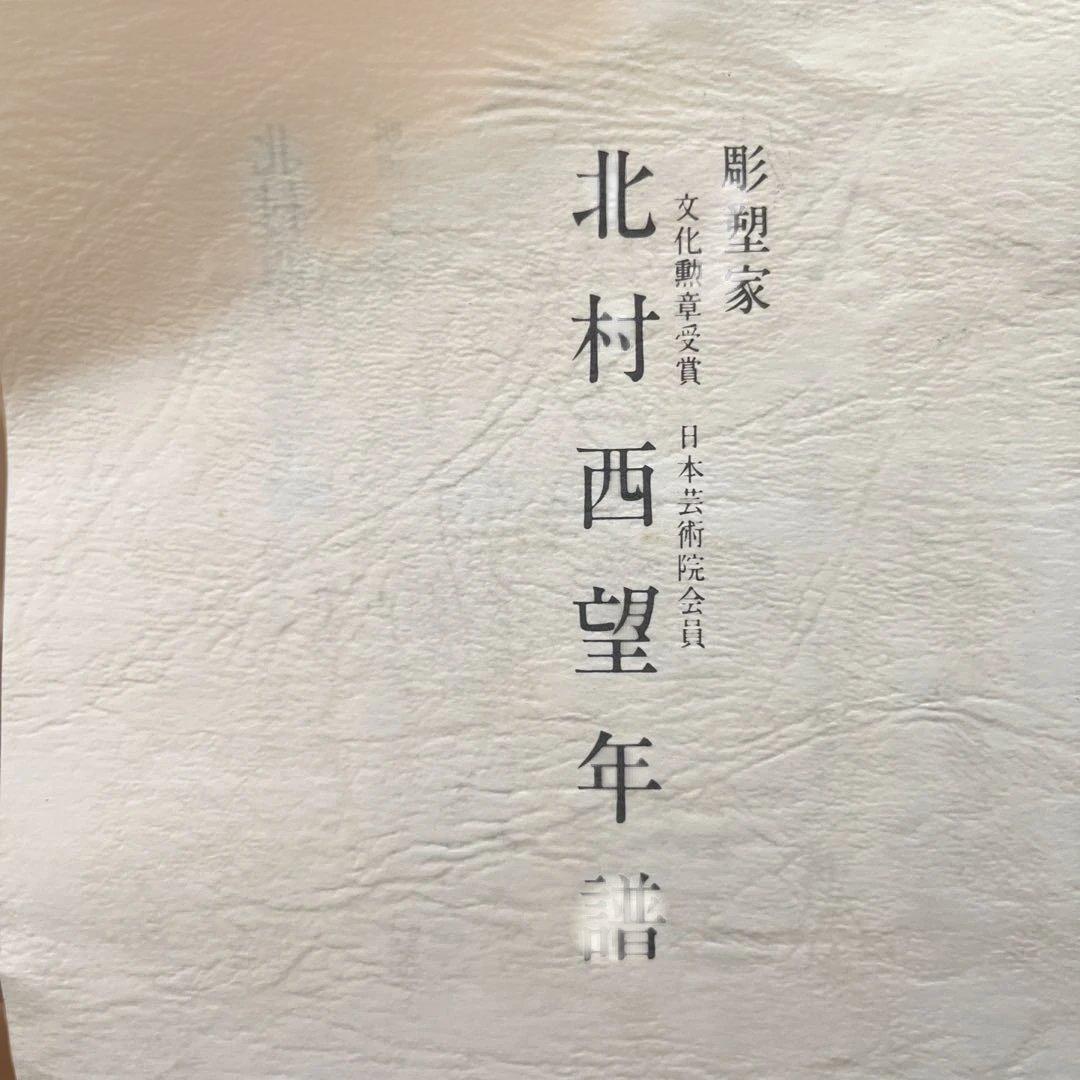 彫塑家
文化勲章受賞　日本芸術院会員
北村西望年譜